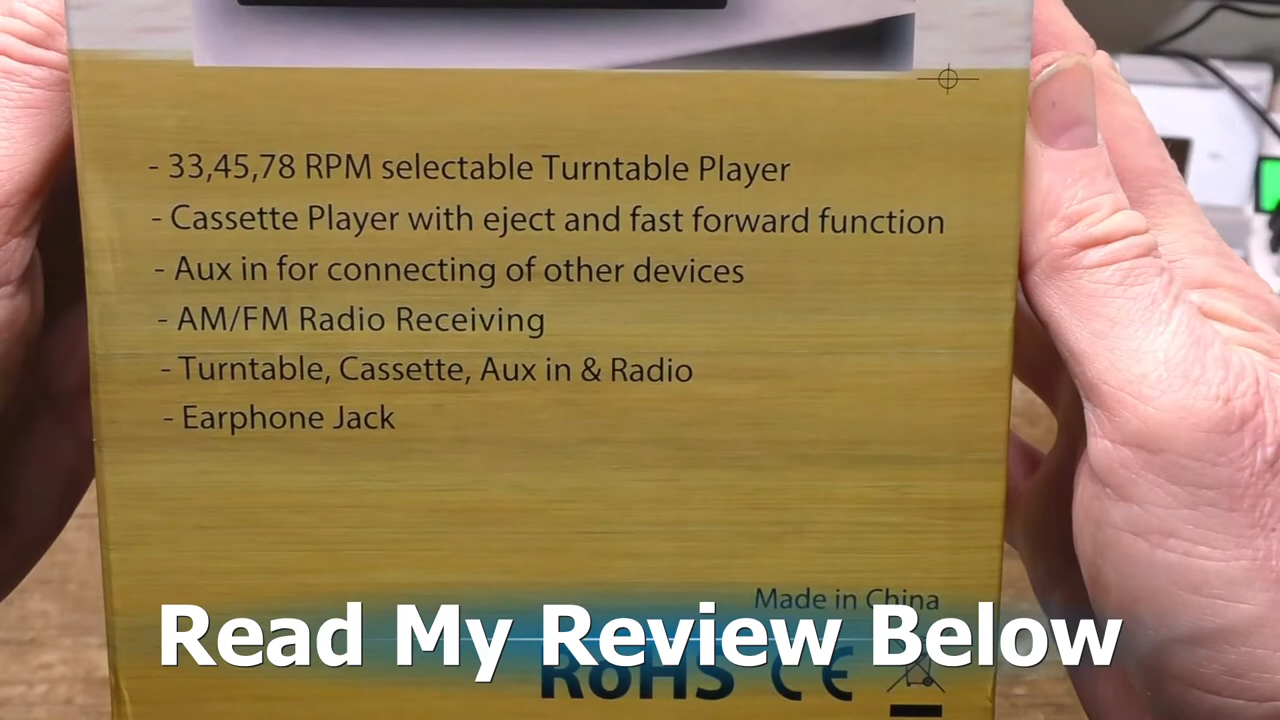 - 33,45,78 RPM selectable Turntable Player
- Cassette Player with eject and fast forward function
- Aux in for connecting of other devices
- AM/FM Radio Receiving
- Turntable, Cassette, Aux in & Radio
- Earphone Jack
Made in China
Read My Review Below
RoHS CE